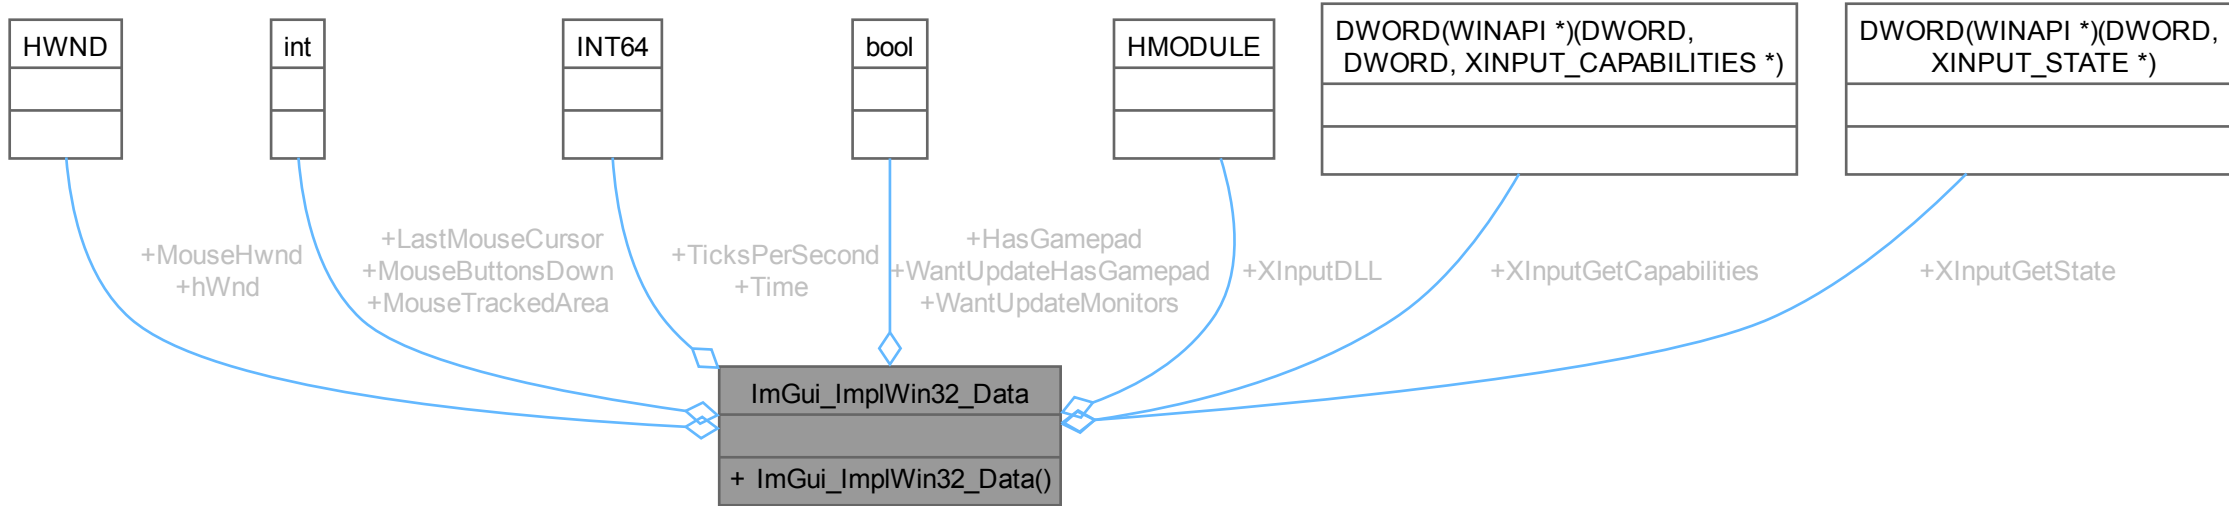 HWND
int
INT64
bool
HMODULE
DWORD(WINAPI *)(DWORD,
DWORD, XINPUT_CAPABILITIES *)
DWORD(WINAPI *)(DWORD,
XINPUT_STATE *)
+MouseHwnd
+hWnd
+LastMouseCursor
+MouseButtonsDown
+MouseTrackedArea
+TicksPerSecond
+Time
+HasGamepad
+WantUpdateHasGamepad
+WantUpdateMonitors
+XInputDLL
+XInputGetCapabilities
+XInputGetState
ImGui_ImplWin32_Data
+ ImGui_ImplWin32_Data()